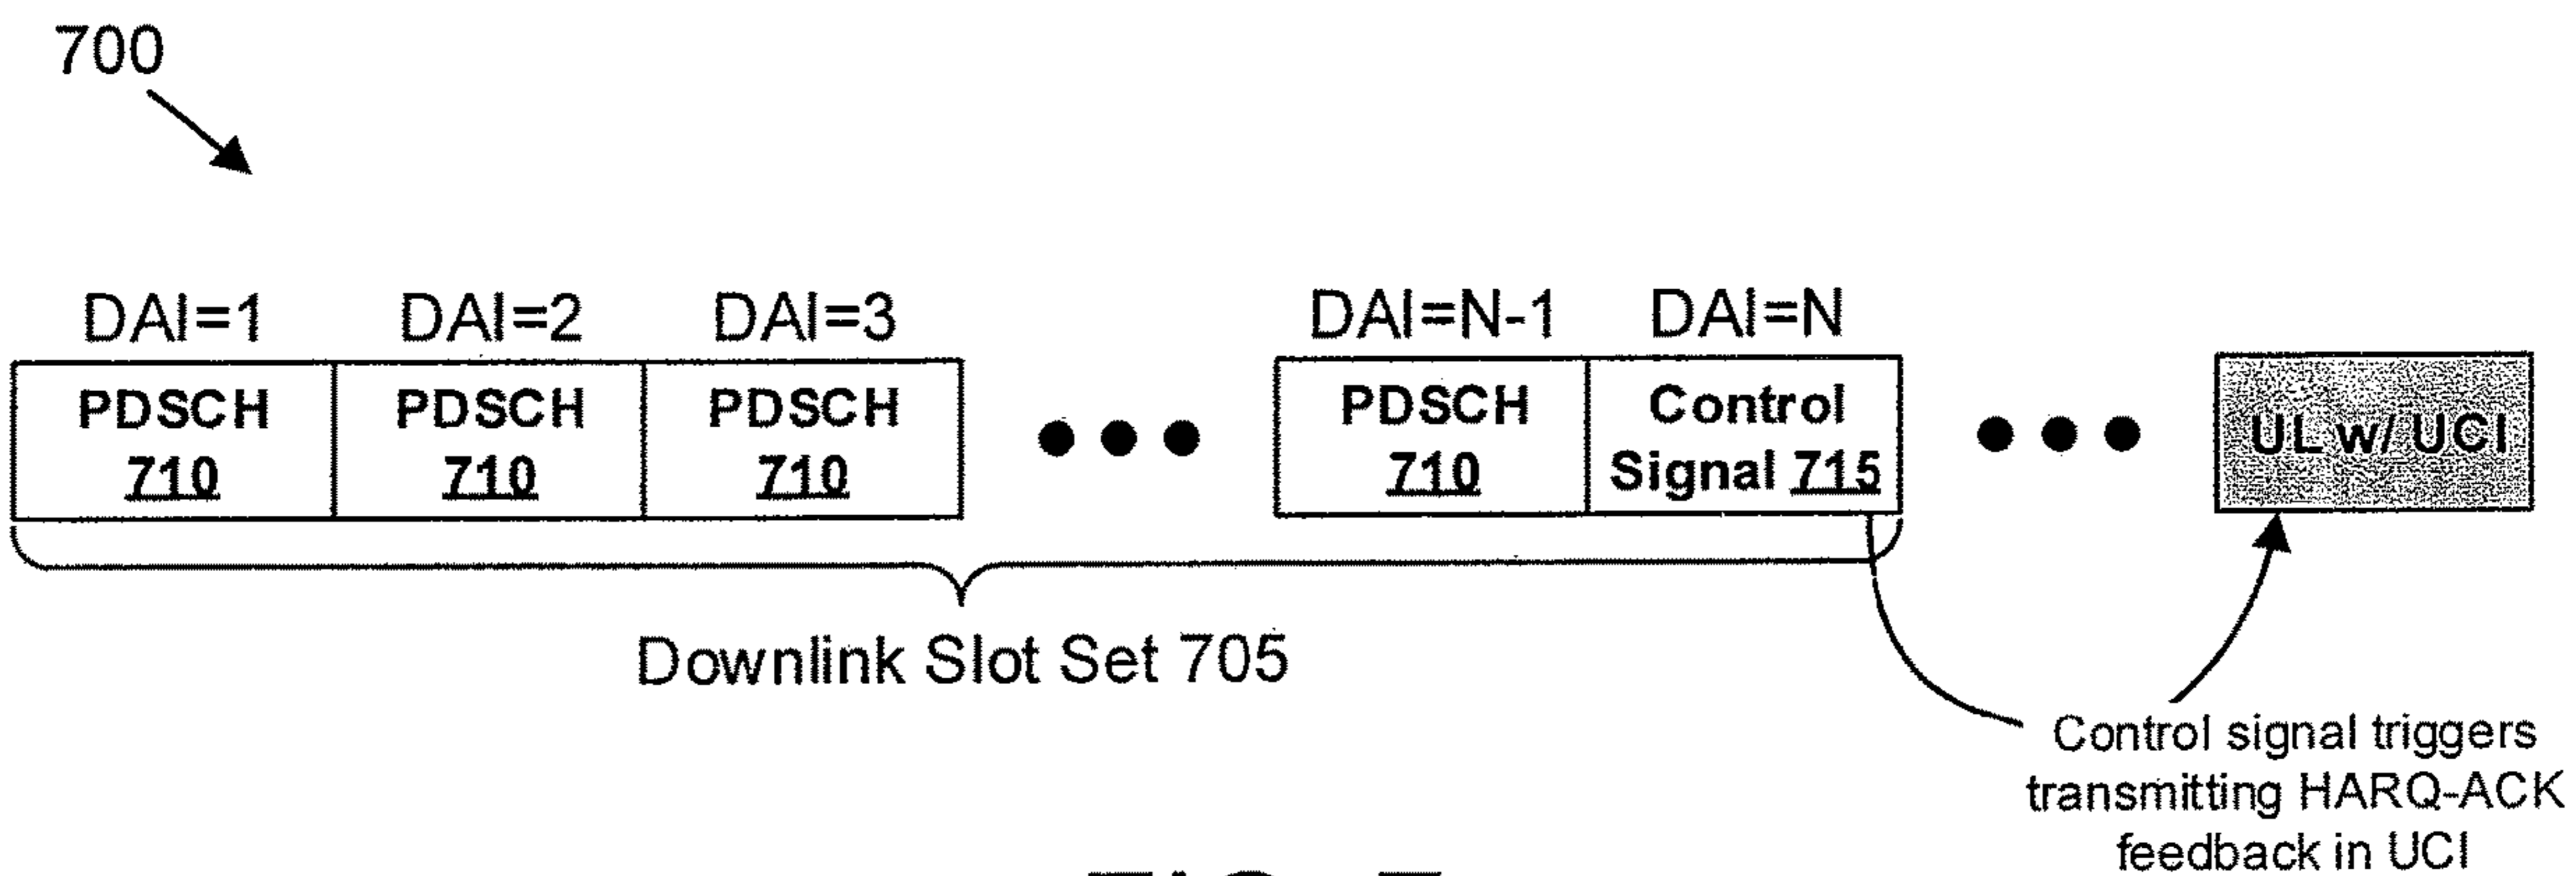 700
DAI=1 DAI=2 DAI=3 DAI=N-1 DAI=N
PDSCH PDSCH PDSCH PDSCH Control
710 710 710 710 Signal 715
UL w/ UCI
Downlink Slot Set 705
Control signal triggers
transmitting HARQ-ACK
feedback in UCI